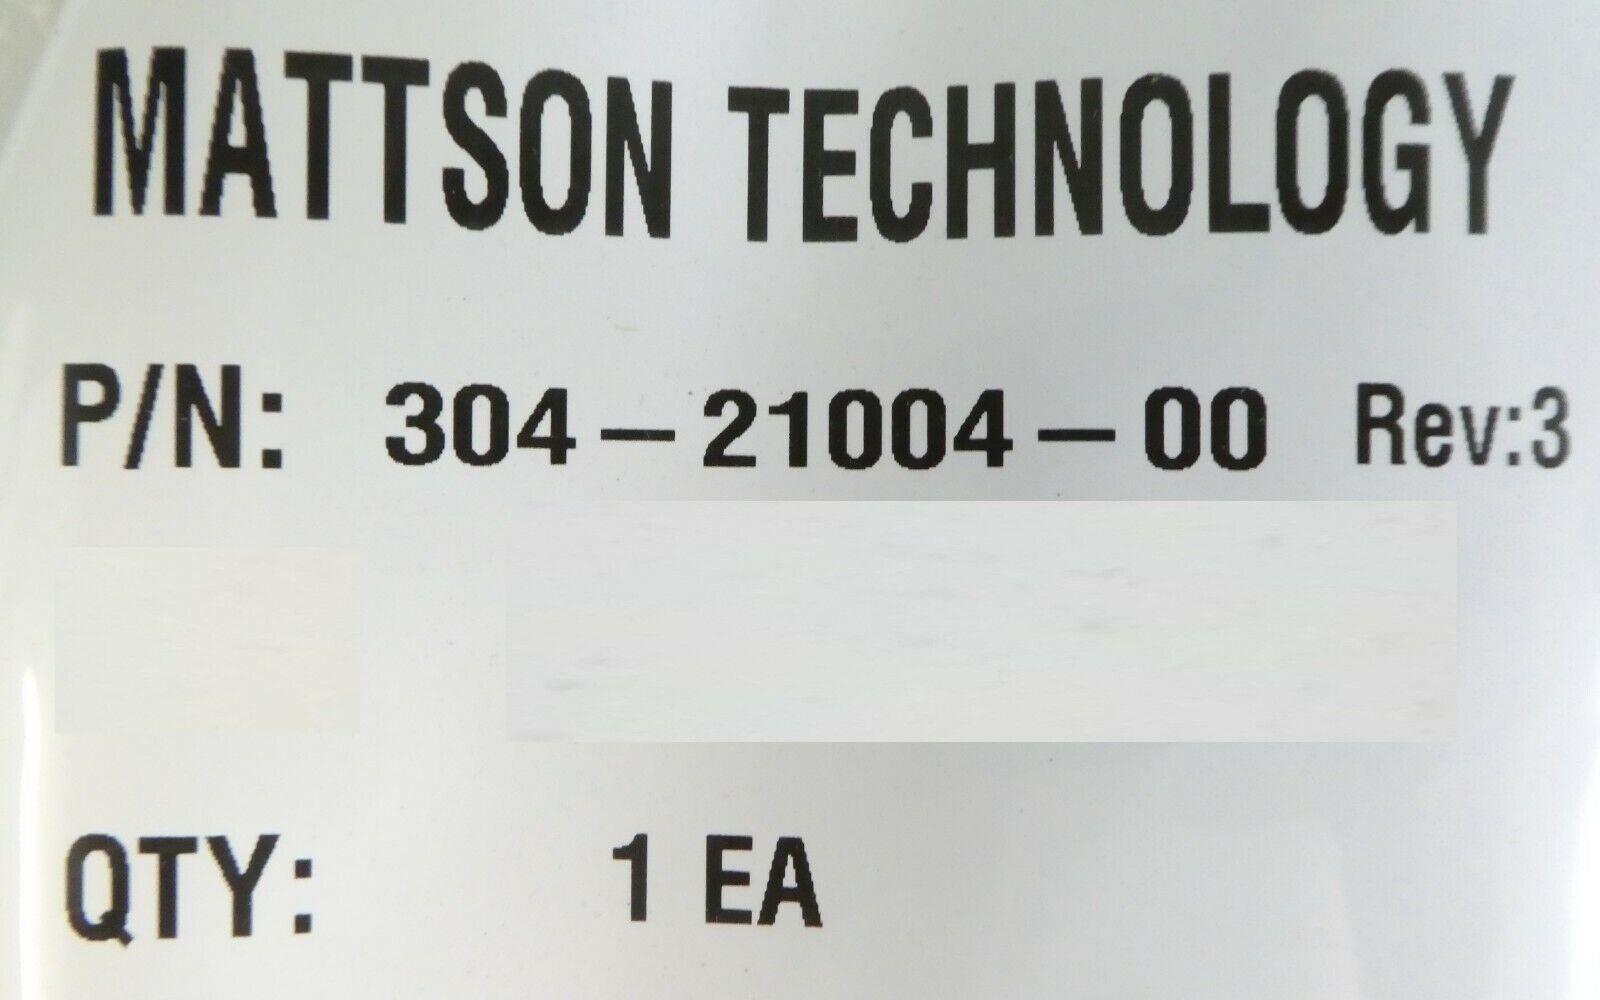 MATTSON TECHNOLOGY
P/N: 304-21004-00 Rev:3
QTY: 1 EA